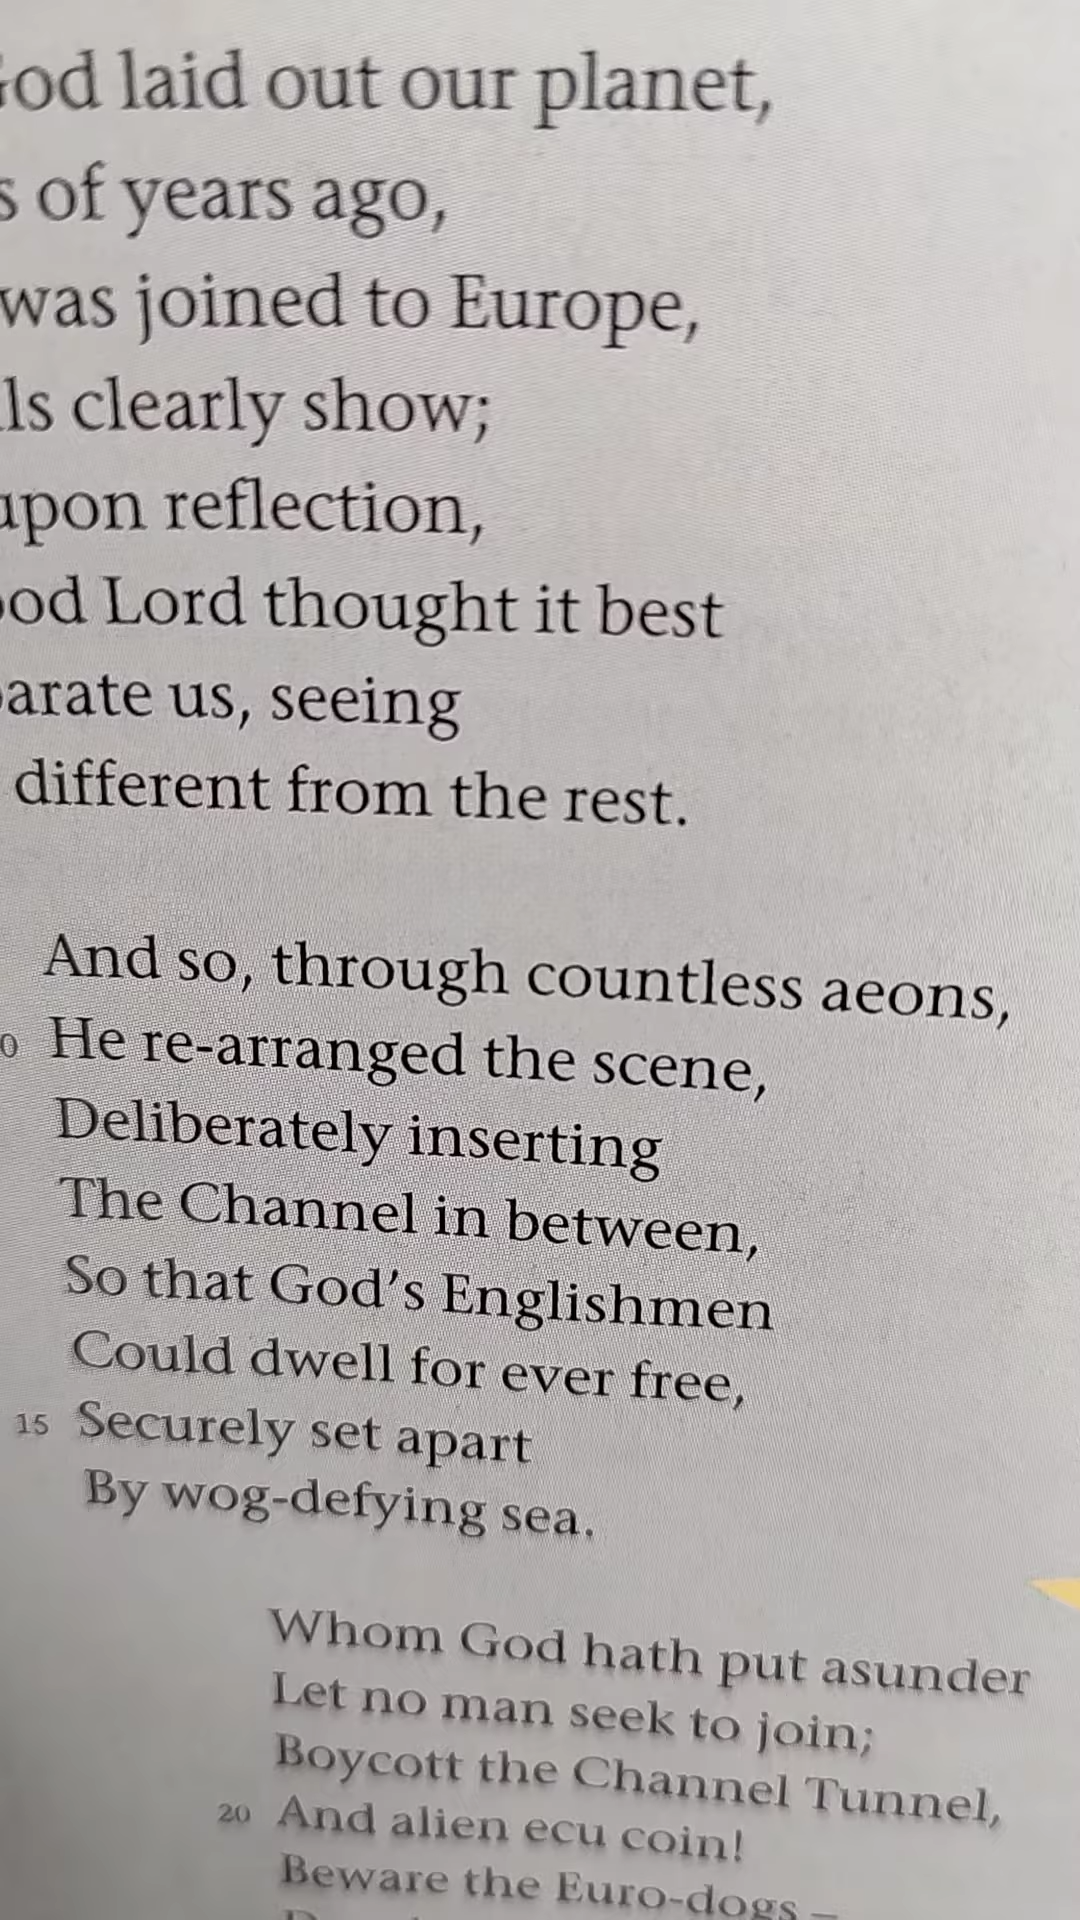 God laid out our planet,
of years ago,
was joined to Europe,
clearly show;
upon reflection,
Lord thought it best
us, seeing
different from the rest.
And so, through countless aeons,
He re-arranged the scene,
Deliberately inserting
The Channel in between,
So that God's Englishmen
Could dwell for ever free,
15 Securely set apart
By wog-defying sea.
Whom God hath put asunder
Let no man seek to join;
Boycott the Channel Tunnel,
20 And alien ecu coin!
Beware the Euro-dogs –